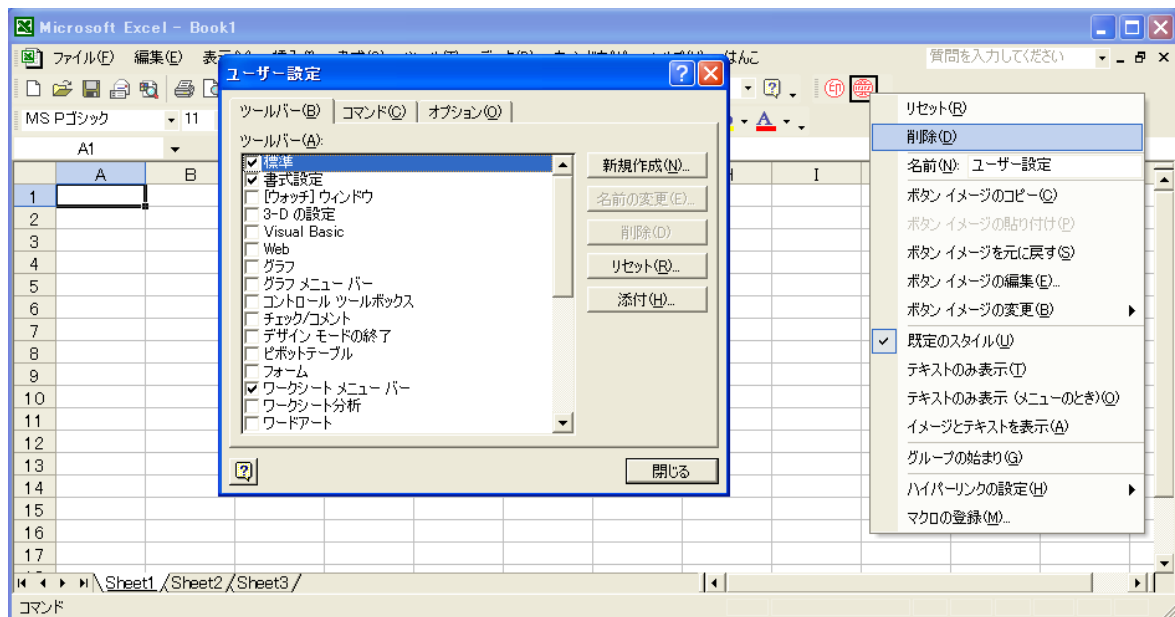 Microsoft Excel - Book1
ファイル(F) 編集(E) はんこ 質問を入力してください
MS Pゴシック 11
A1
A B I
1
2
3
4
5
6
7
8
9
10
11
12
13
14
15
16
17
Sheet1 Sheet2 Sheet3
コマンド
ユーザー設定
ツールバー(B) コマンド(C) オプション(O)
ツールバー(A):
標準
書式設定
[ウォッチ] ウィンドウ
3-D の設定
Visual Basic
Web
グラフ
グラフ メニュー バー
コントロール ツールボックス
チェック/コメント
デザイン モードの終了
ピボットテーブル
フォーム
ワークシート メニュー バー
ワークシート分析
ワードアート
新規作成(N)...
名前の変更(E)...
削除(D)
リセット(R)...
添付(H)...
閉じる
リセット(R)
削除(D)
名前(N): ユーザー設定
ボタン イメージのコピー(C)
ボタン イメージの貼り付け(P)
ボタン イメージを元に戻す(S)
ボタン イメージの編集(E)...
ボタン イメージの変更(B)
既定のスタイル(U)
テキストのみ表示(T)
テキストのみ表示 (メニューのとき)(O)
イメージとテキストを表示(A)
グループの始まり(G)
ハイパーリンクの設定(H)
マクロの登録(M)...